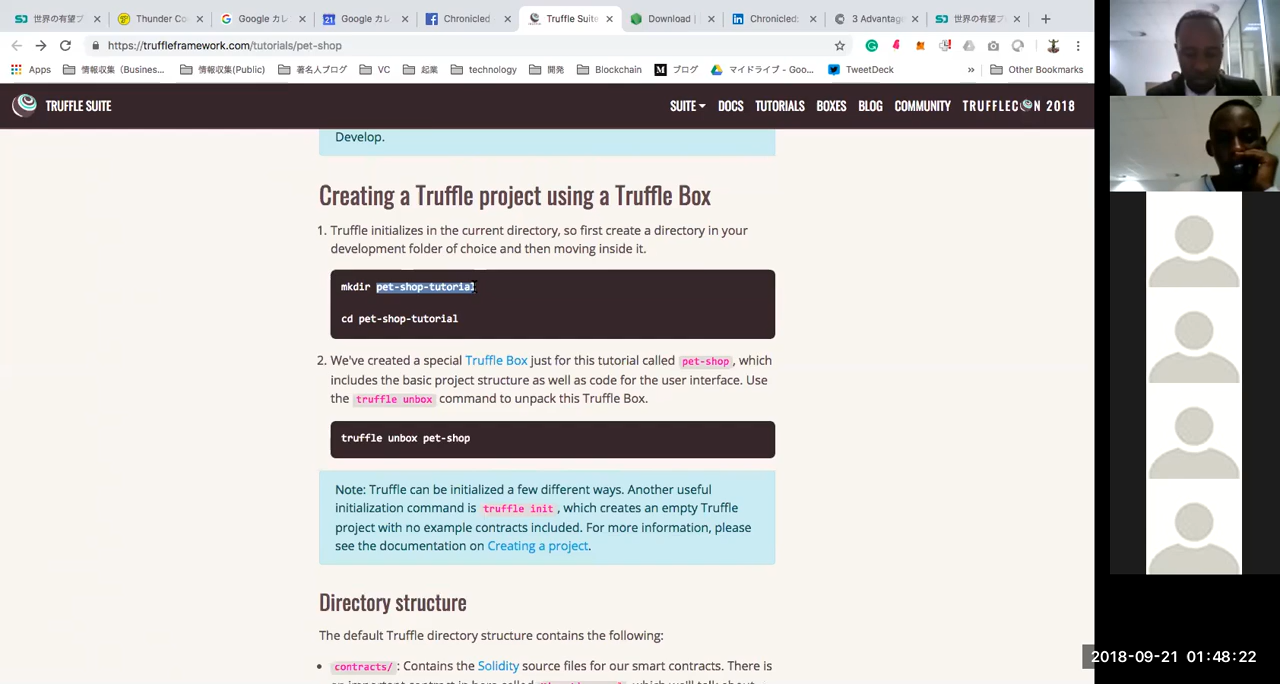 世界の有望ブ
Thunder Co
Google カレ
Google カレ
Chronicled
Truffle Suite
Download |
Chronicled:
3 Advantag
世界の有望ブ
https://truffleframework.com/tutorials/pet-shop
Apps 情報収集（Busines... 情報収集(Public) 著名人ブログ VC 起業 technology 開発 Blockchain ブログ マイドライブ - Goo... TweetDeck » Other Bookmarks
TRUFFLE SUITE
SUITE DOCS TUTORIALS BOXES BLOG COMMUNITY TRUFFLECON 2018
Develop.
Creating a Truffle project using a Truffle Box
1. Truffle initializes in the current directory, so first create a directory in your
development folder of choice and then moving inside it.
mkdir pet-shop-tutorial
cd pet-shop-tutorial
2. We've created a special Truffle Box just for this tutorial called pet-shop, which
includes the basic project structure as well as code for the user interface. Use
the truffle unbox command to unpack this Truffle Box.
truffle unbox pet-shop
Note: Truffle can be initialized a few different ways. Another useful
initialization command is truffle init, which creates an empty Truffle
project with no example contracts included. For more information, please
see the documentation on Creating a project.
Directory structure
The default Truffle directory structure contains the following:
• contracts/: Contains the Solidity source files for our smart contracts. There is
2018-09-21 01:48:22